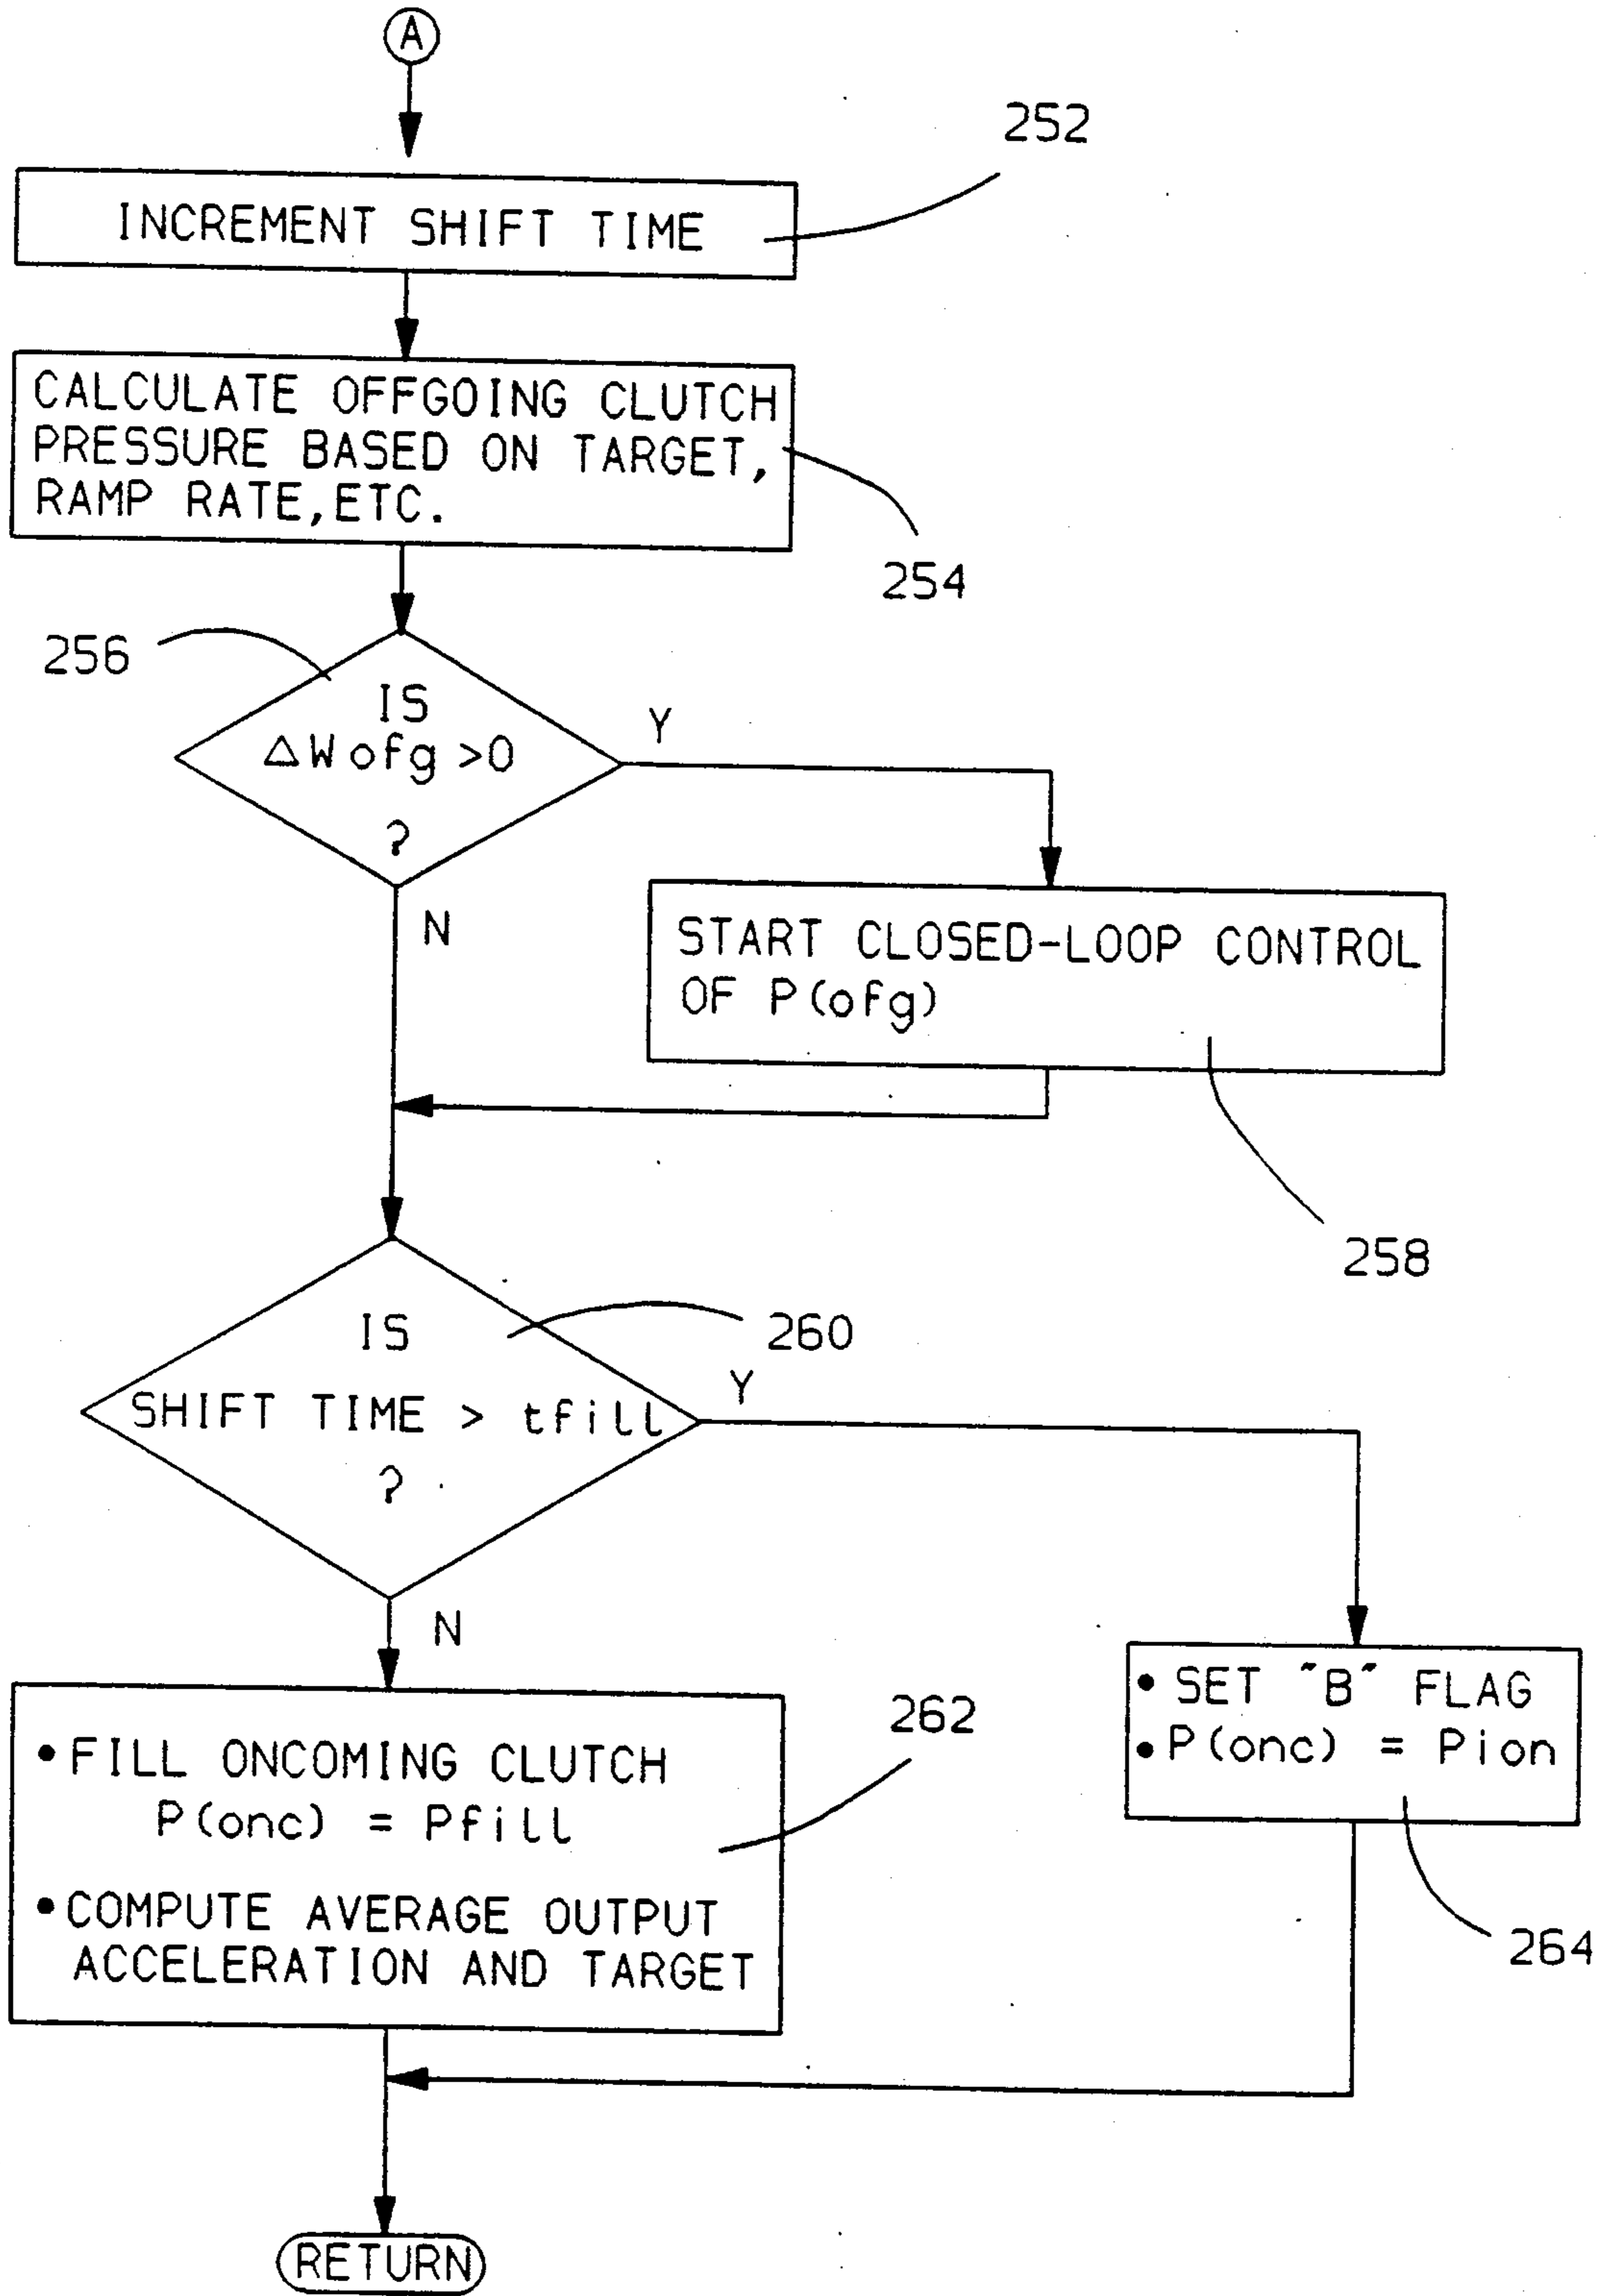 A
252
INCREMENT SHIFT TIME
CALCULATE OFFGOING CLUTCH
PRESSURE BASED ON TARGET,
RAMP RATE,ETC.
254
256
IS
△Wofg >0
?
Y
N
START CLOSED-LOOP CONTROL
OF P(ofg)
258
IS
SHIFT TIME > tfill
?
260
Y
N
• FILL ONCOMING CLUTCH
P(onc) = Pfill
• COMPUTE AVERAGE OUTPUT
ACCELERATION AND TARGET
262
• SET "B" FLAG
• P(onc) = Pion
264
RETURN